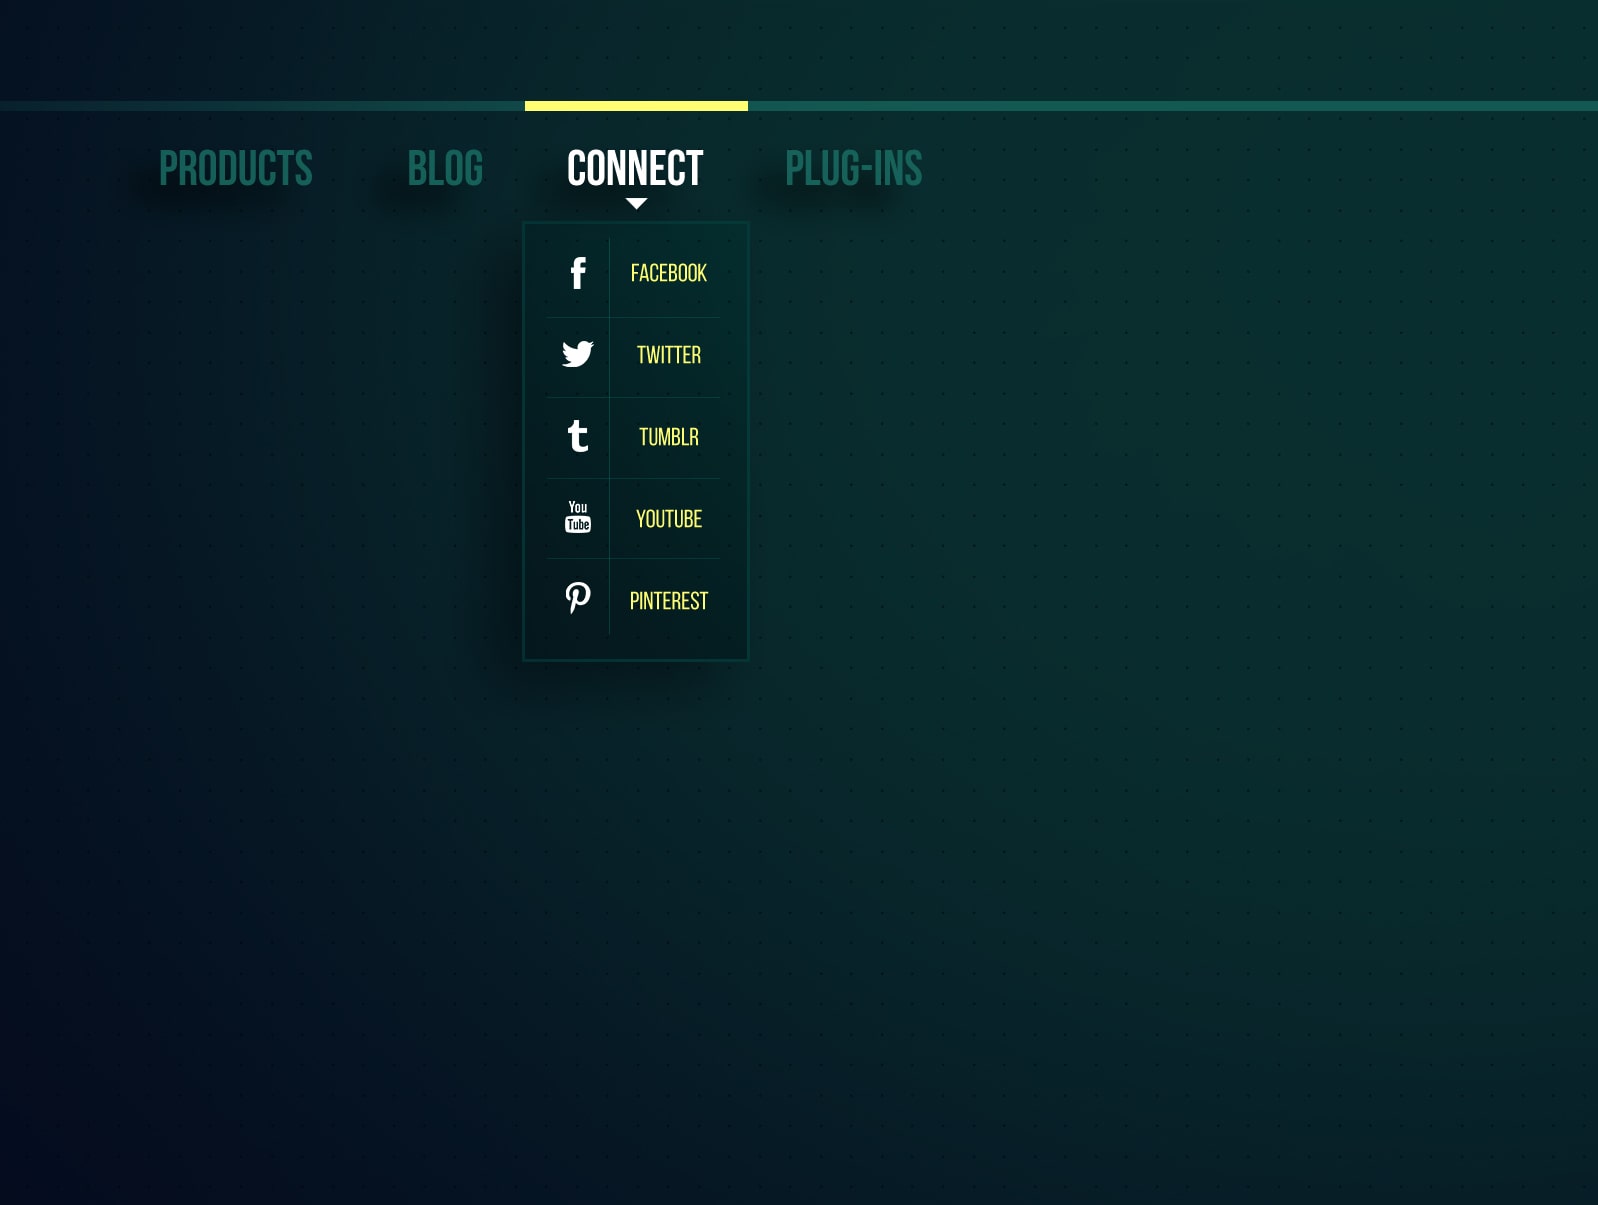 PRODUCTS BLOG CONNECT PLUG-INS
FACEBOOK
TWITTER
TUMBLR
You
Tube YOUTUBE
PINTEREST